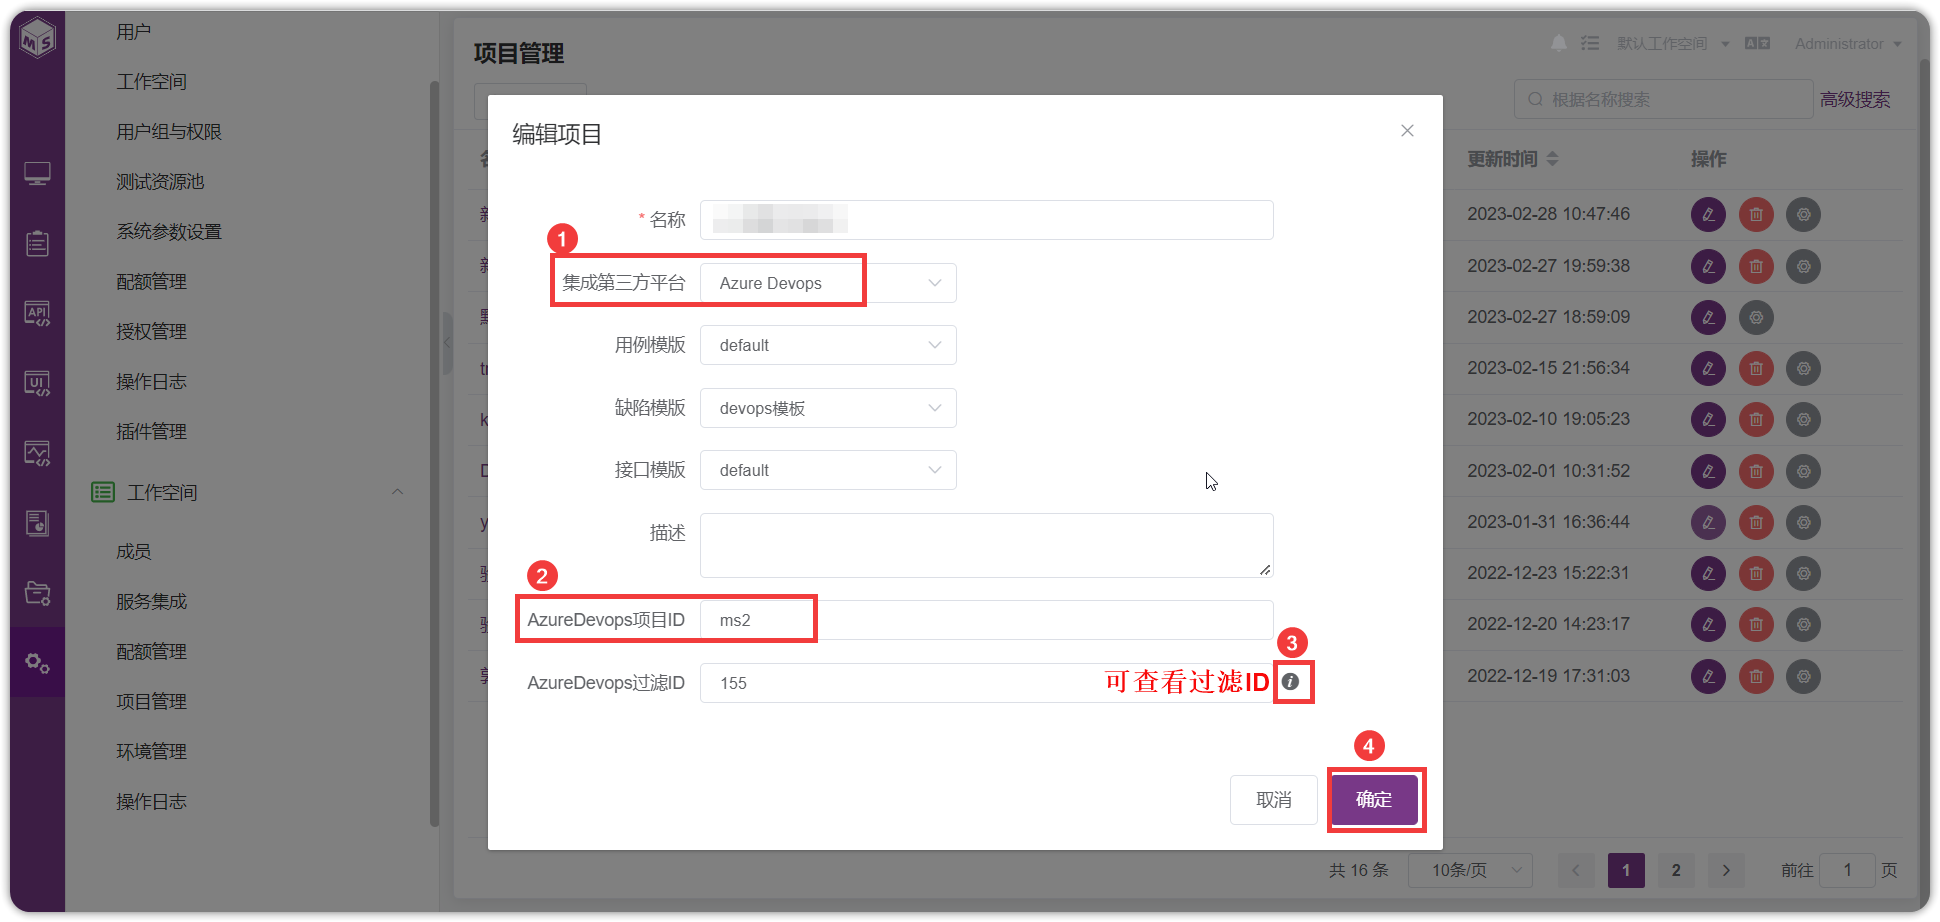 MS
用户
工作空间
用户组与权限
测试资源池
系统参数设置
配额管理
授权管理
操作日志
插件管理
工作空间
成员
服务集成
配额管理
项目管理
环境管理
操作日志
API
UI
项目管理
默认工作空间
Administrator
根据名称搜索
高级搜索
更新时间
操作
2023-02-28 10:47:46
2023-02-27 19:59:38
2023-02-27 18:59:09
2023-02-15 21:56:34
2023-02-10 19:05:23
2023-02-01 10:31:52
2023-01-31 16:36:44
2022-12-23 15:22:31
2022-12-20 14:23:17
2022-12-19 17:31:03
编辑项目
* 名称
1
集成第三方平台 Azure Devops
用例模版 default
缺陷模版 devops模板
接口模版 default
描述
2
AzureDevops项目ID ms2
3
AzureDevops过滤ID 155 可查看过滤ID
4
取消 确定
共 16 条 10条/页 1 2 前往 1 页